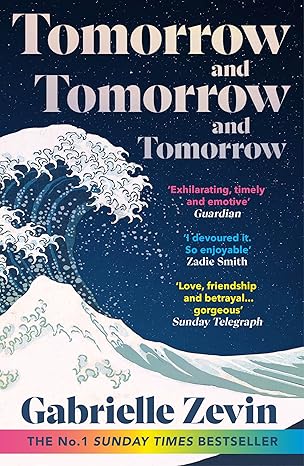 Tomorrow
and
Tomorrow
and
Tomorrow
‘Exhilarating, timely
and emotive’
Guardian
‘I devoured it.
So enjoyable’
Zadie Smith
‘Love, friendship
and betrayal...
gorgeous’
Sunday Telegraph
Gabrielle Zevin
THE No.1 SUNDAY TIMES BESTSELLER